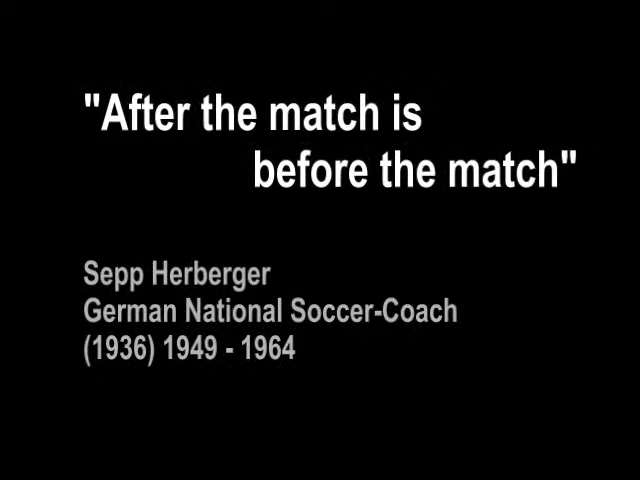 "After the match is
before the match"
Sepp Herberger
German National Soccer-Coach
(1936) 1949 - 1964